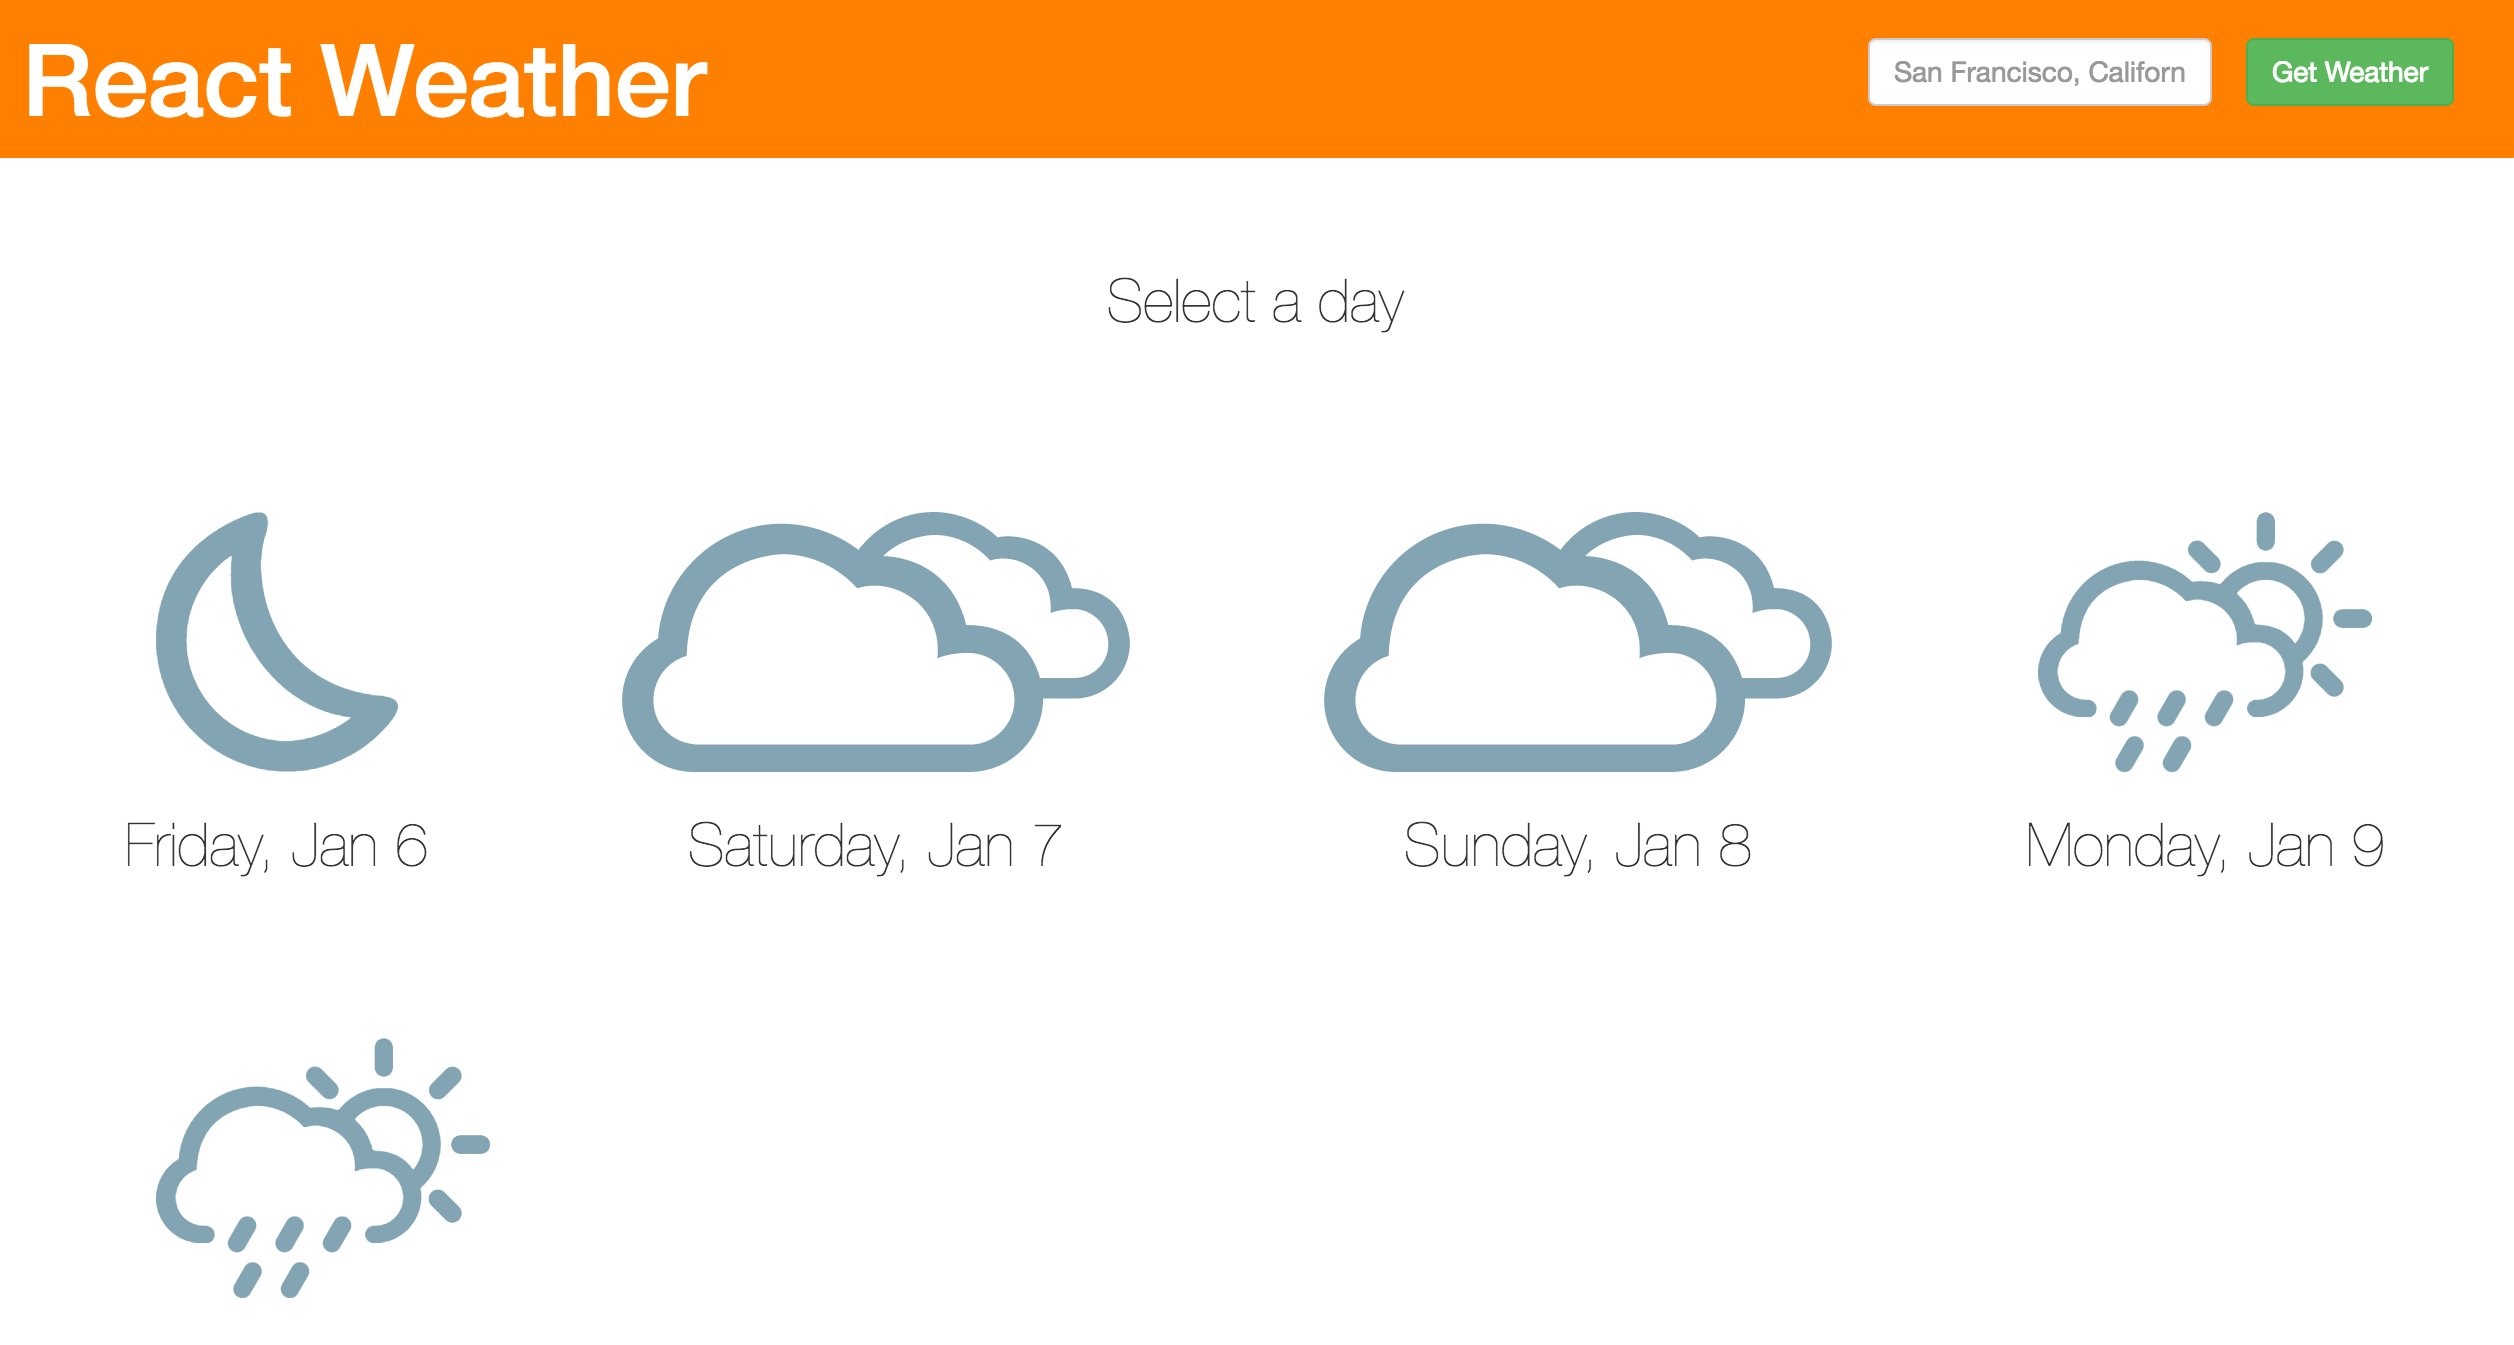 React Weather
San Francisco, Californ
Get Weather
Select a day
Friday, Jan 6
Saturday, Jan 7
Sunday, Jan 8
Monday, Jan 9